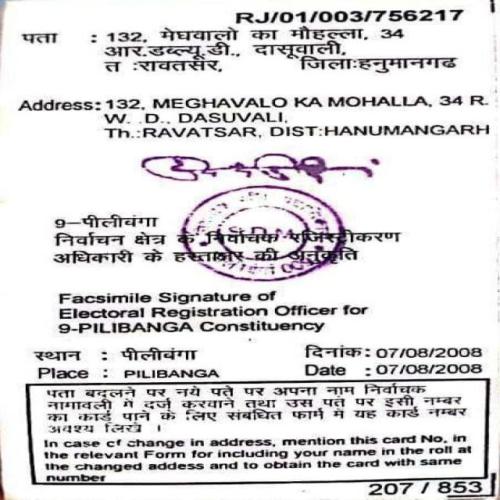 RJ/01/003/756217
पता : 132, मेघवालो का मौहल्ला, 34
आर.डब्ल्यू.डी., दासूवाली,
त :रावतसर, जिलाःहनुमानगढ
Address: 132, MEGHAVALO KA MOHALLA, 34 R.
W. .D.. DASUVALI,
Th.:RAVATSAR, DIST:HANUMANGARH
9-पीलीवंगा
निर्वाचन क्षेत्र के निर्वाचक रजिस्ट्रीकरण
अधिकारी के हस्ताक्षर की अनुकृति
Facsimile Signature of
Electoral Registration Officer for
9-PILIBANGA Constituency
स्थान : पीलीवंगा दिनांक: 07/08/2008
Place : PILIBANGA Date : 07/08/2008
पता बदलने पर नये पते पर अपना नाम निर्वाचक
नामावली में दर्ज करवाने तथा उस पते पर इसी नम्बर
का कार्ड पाने के लिए संबधित फार्म में यह कार्ड नम्बर
अवश्य लिखें ।
In case of change in address, mention this card No. in
the relevant Form for including your name in the roll at
the changed addess and to obtain the card with same
number
207 / 853